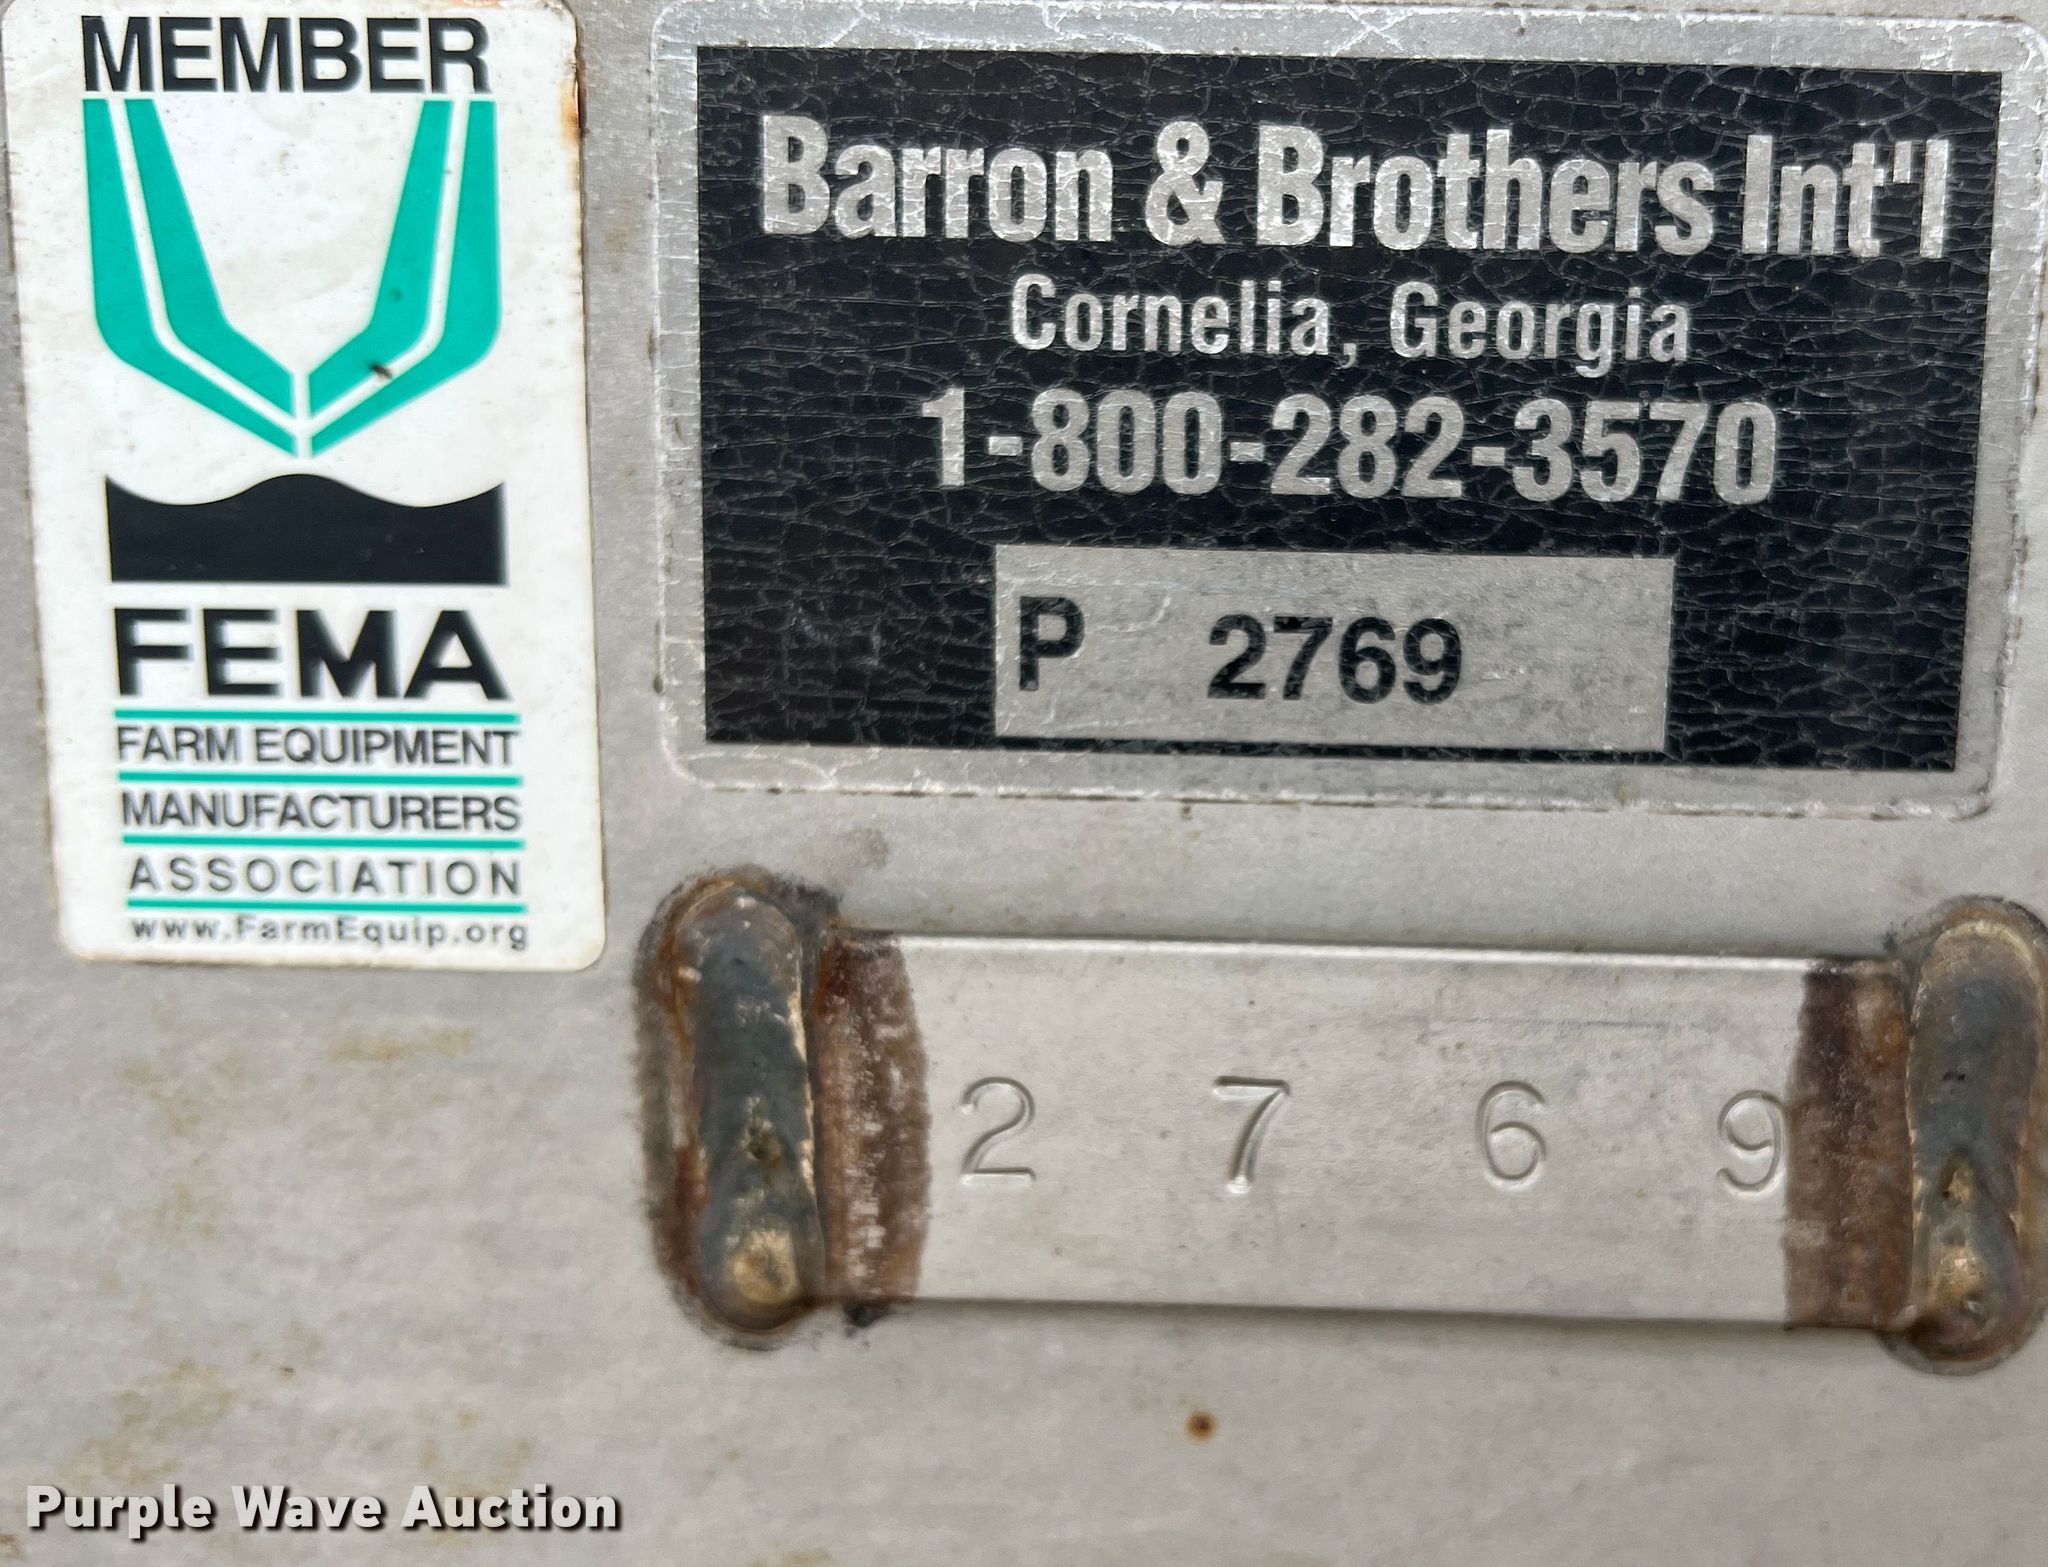 MEMBER
FEMA
FARM EQUIPMENT
MANUFACTURERS
ASSOCIATION
www.FarmEquip.org
Barron & Brothers Int'l
Cornelia, Georgia
1-800-282-3570
P 2769
2 7 6 9
Purple Wave Auction